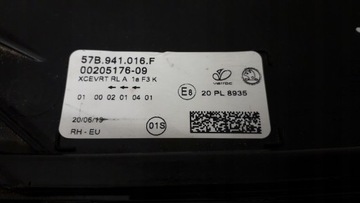 57B.941.016.F
00205176-09
XCEVRT RL A 1a F3 K
←←←
01 00 02 01 04 01
E8 20 PL 8935
20/06/19 01S
RH - EU